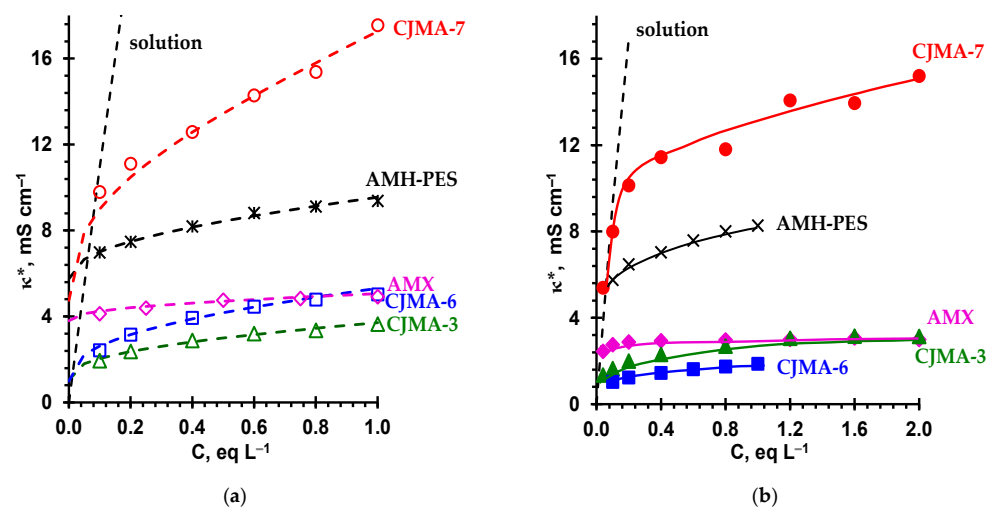 16
12
8
4
0
κ*, mS cm⁻¹
0.0 0.2 0.4 0.6 0.8 1.0
C, eq L⁻¹
solution
CJMA-7
AMH-PES
AMX
CJMA-6
CJMA-3
(a)
16
12
8
4
0
κ*, mS cm⁻¹
0.0 0.4 0.8 1.2 1.6 2.0
C, eq L⁻¹
solution
CJMA-7
AMH-PES
AMX
CJMA-3
CJMA-6
(b)